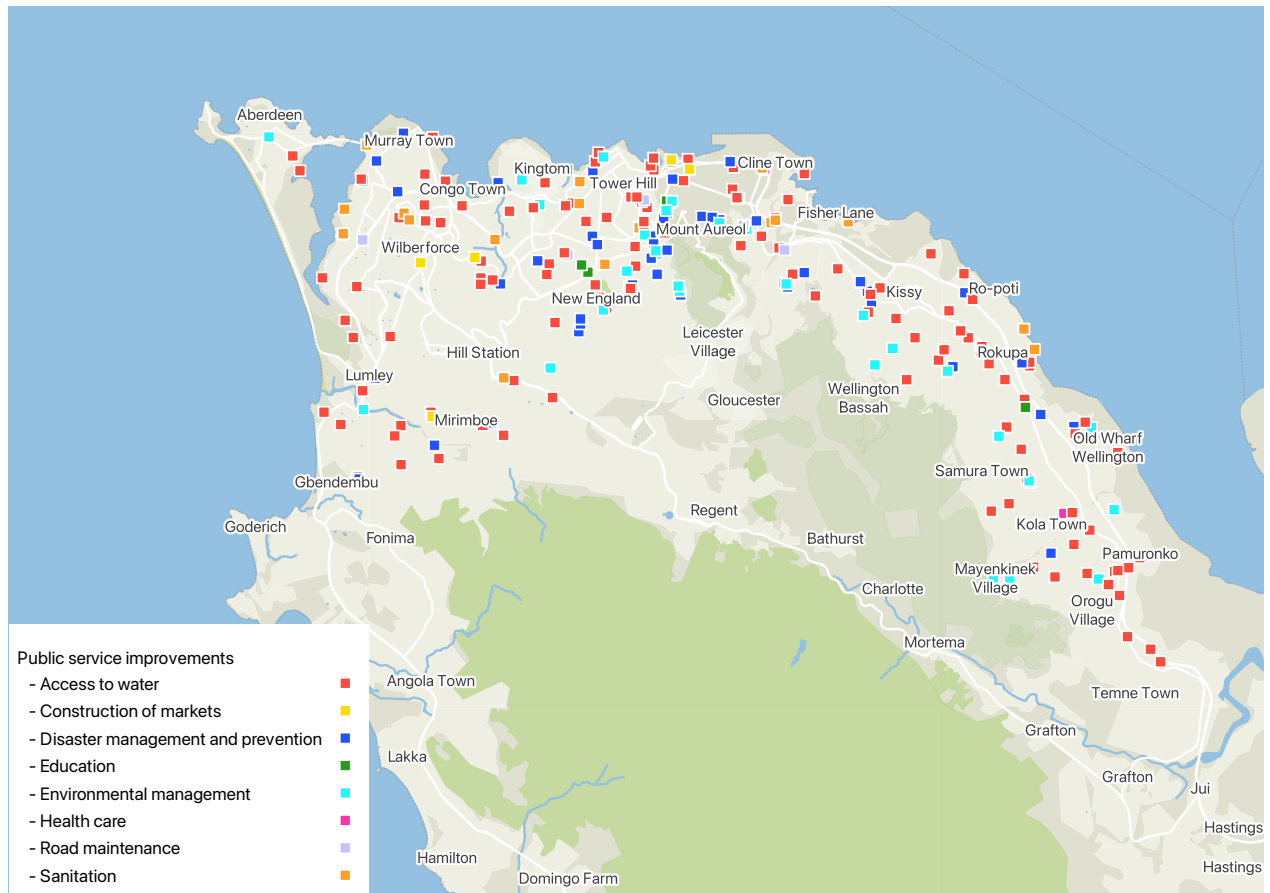 Aberdeen
Murray Town
Cline Town
Kingtom
Tower Hill
Congo Town
Fisher Lane
Mount Aureol
Wilberforce
Ro-poti
Kissy
New England
Leicester
Village
Hill Station
Rokupa
Lumley
Wellington
Bassah
Gloucester
Mirimboe
Old Wharf
Wellington
Samura Town
Gbendembu
Regent
Goderich
Kola Town
Fonima
Bathurst
Pamuronko
Mayenkinek
Village
Charlotte
Orogu
Village
Mortema
Angola Town
Temne Town
Grafton
Lakka
Grafton
Jui
Hastings
Hamilton
Hastings
Domingo Farm
Public service improvements
- Access to water
- Construction of markets
- Disaster management and prevention
- Education
- Environmental management
- Health care
- Road maintenance
- Sanitation